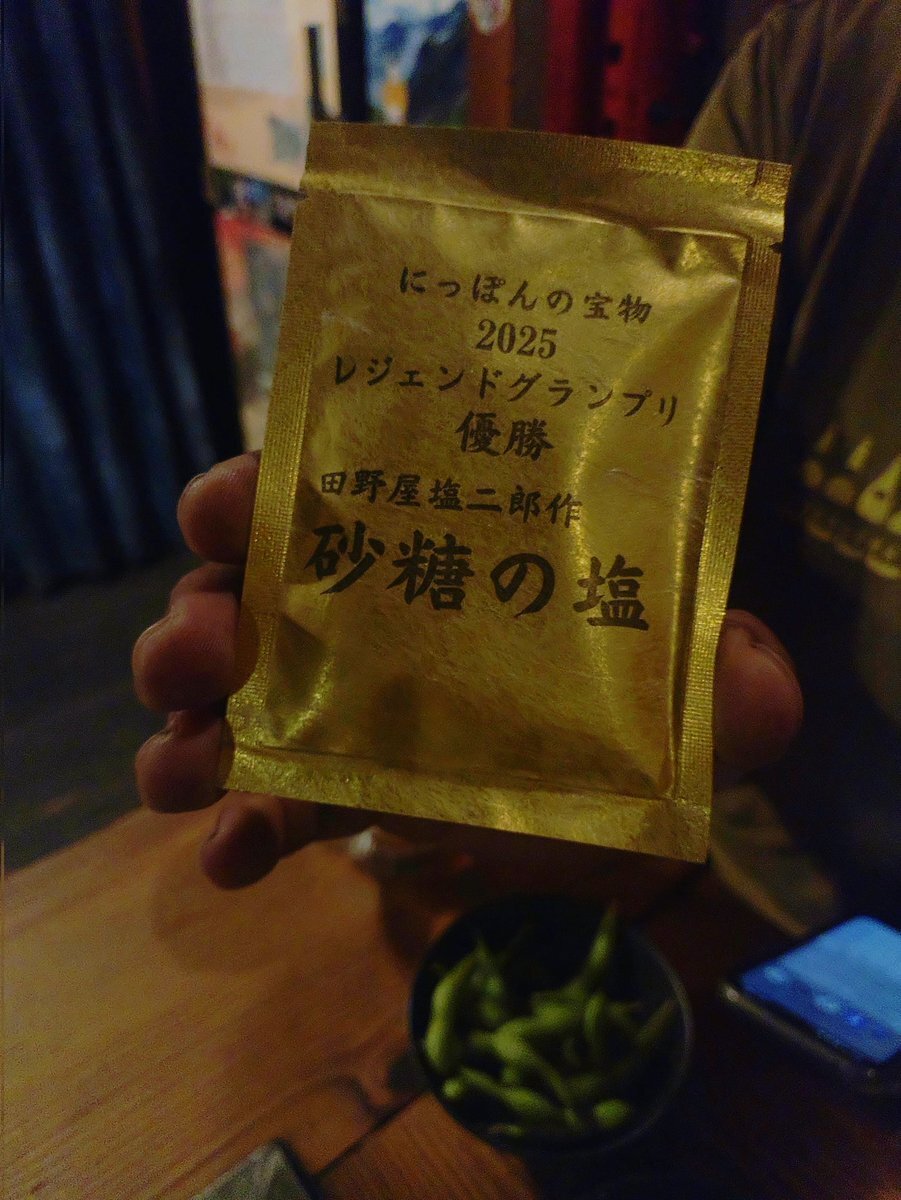 にっぽんの宝物
2025
レジェンドグランプリ
優勝
田野屋塩二郎作
砂糖の塩